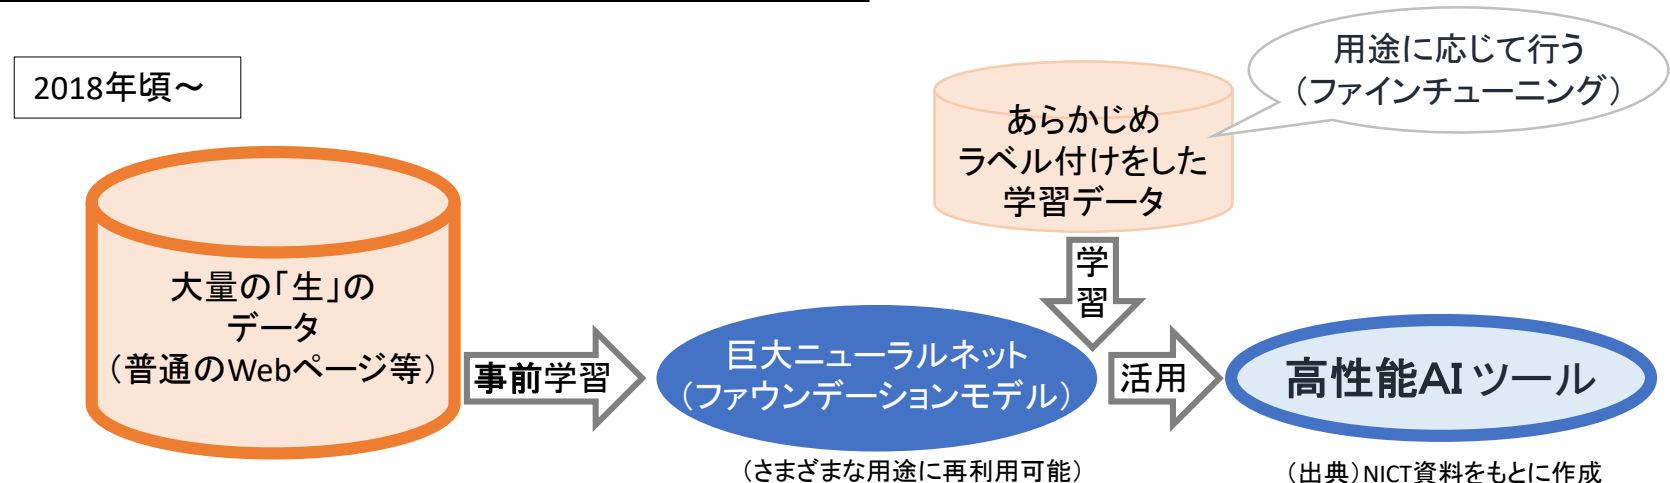 2018年頃～
用途に応じて行う
（ファインチューニング）
あらかじめ
ラベル付けをした
学習データ
学
習
大量の「生」の
データ
（普通のWebページ等）
事前学習
巨大ニューラルネット
（ファウンデーションモデル）
活用
高性能AIツール
（さまざまな用途に再利用可能）
（出典）NICT資料をもとに作成